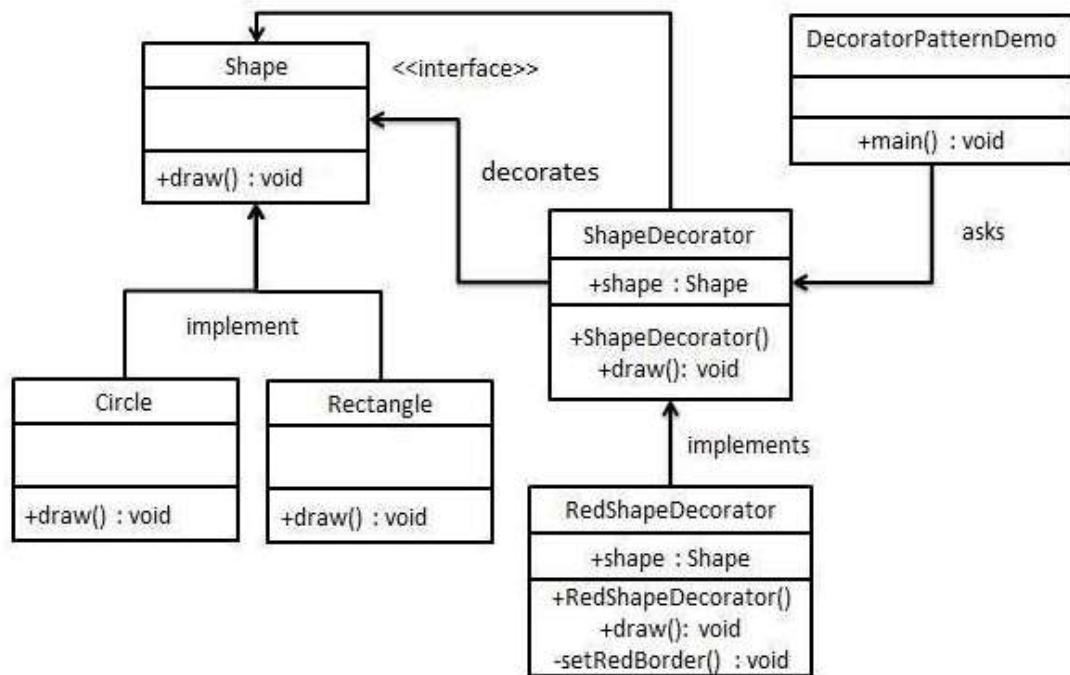 Shape
+draw() : void
<<interface>>
decorates
DecoratorPatternDemo
+main() : void
asks
ShapeDecorator
+shape : Shape
+ShapeDecorator()
+draw(): void
implement
Circle
+draw() : void
Rectangle
+draw() : void
implements
RedShapeDecorator
+shape : Shape
+RedShapeDecorator()
+draw(): void
-setRedBorder() : void